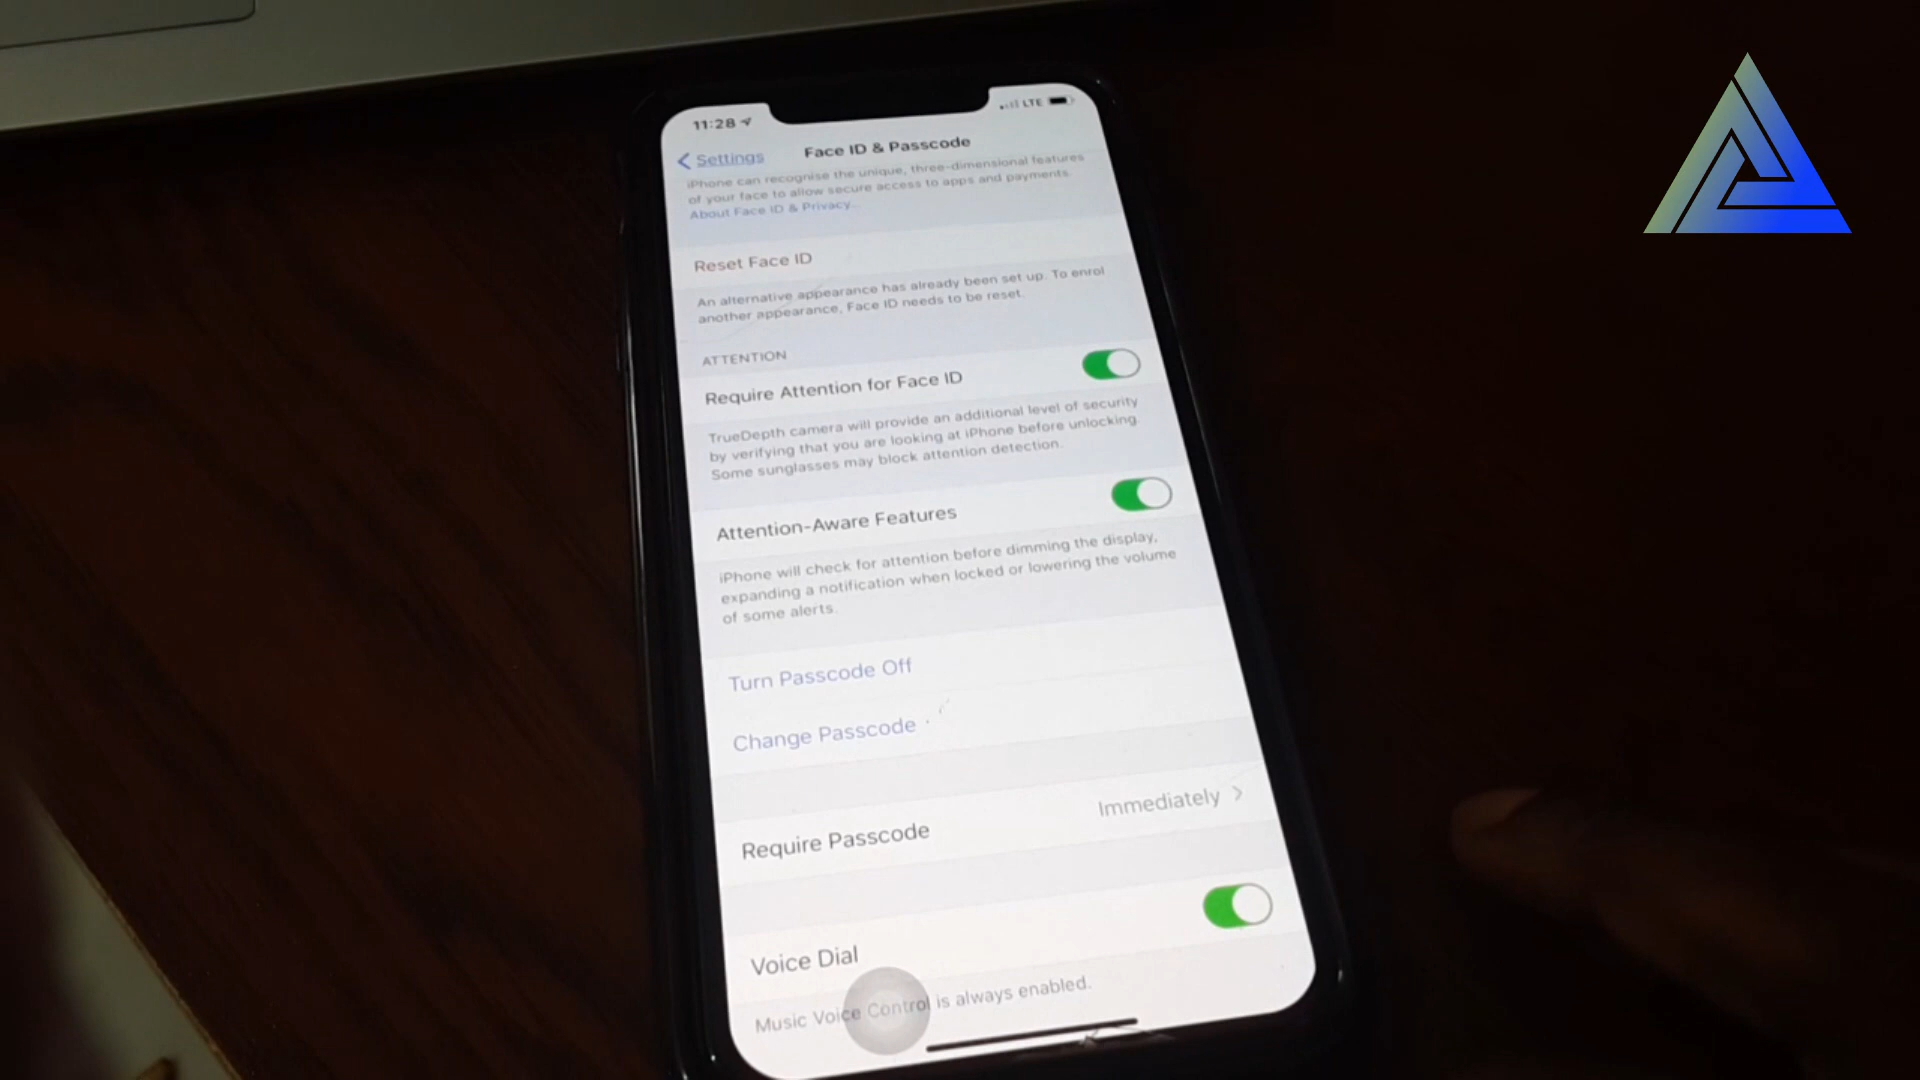 11:28
LTE
Settings
Face ID & Passcode
iPhone can recognise the unique, three-dimensional features
of your face to allow secure access to apps and payments.
About Face ID & Privacy...
Reset Face ID
An alternative appearance has already been set up. To enrol
another appearance, Face ID needs to be reset.
ATTENTION
Require Attention for Face ID
TrueDepth camera will provide an additional level of security
by verifying that you are looking at iPhone before unlocking.
Some sunglasses may block attention detection.
Attention-Aware Features
iPhone will check for attention before dimming the display,
expanding a notification when locked or lowering the volume
of some alerts.
Turn Passcode Off
Change Passcode
Require Passcode
Immediately
Voice Dial
Music Voice Control is always enabled.